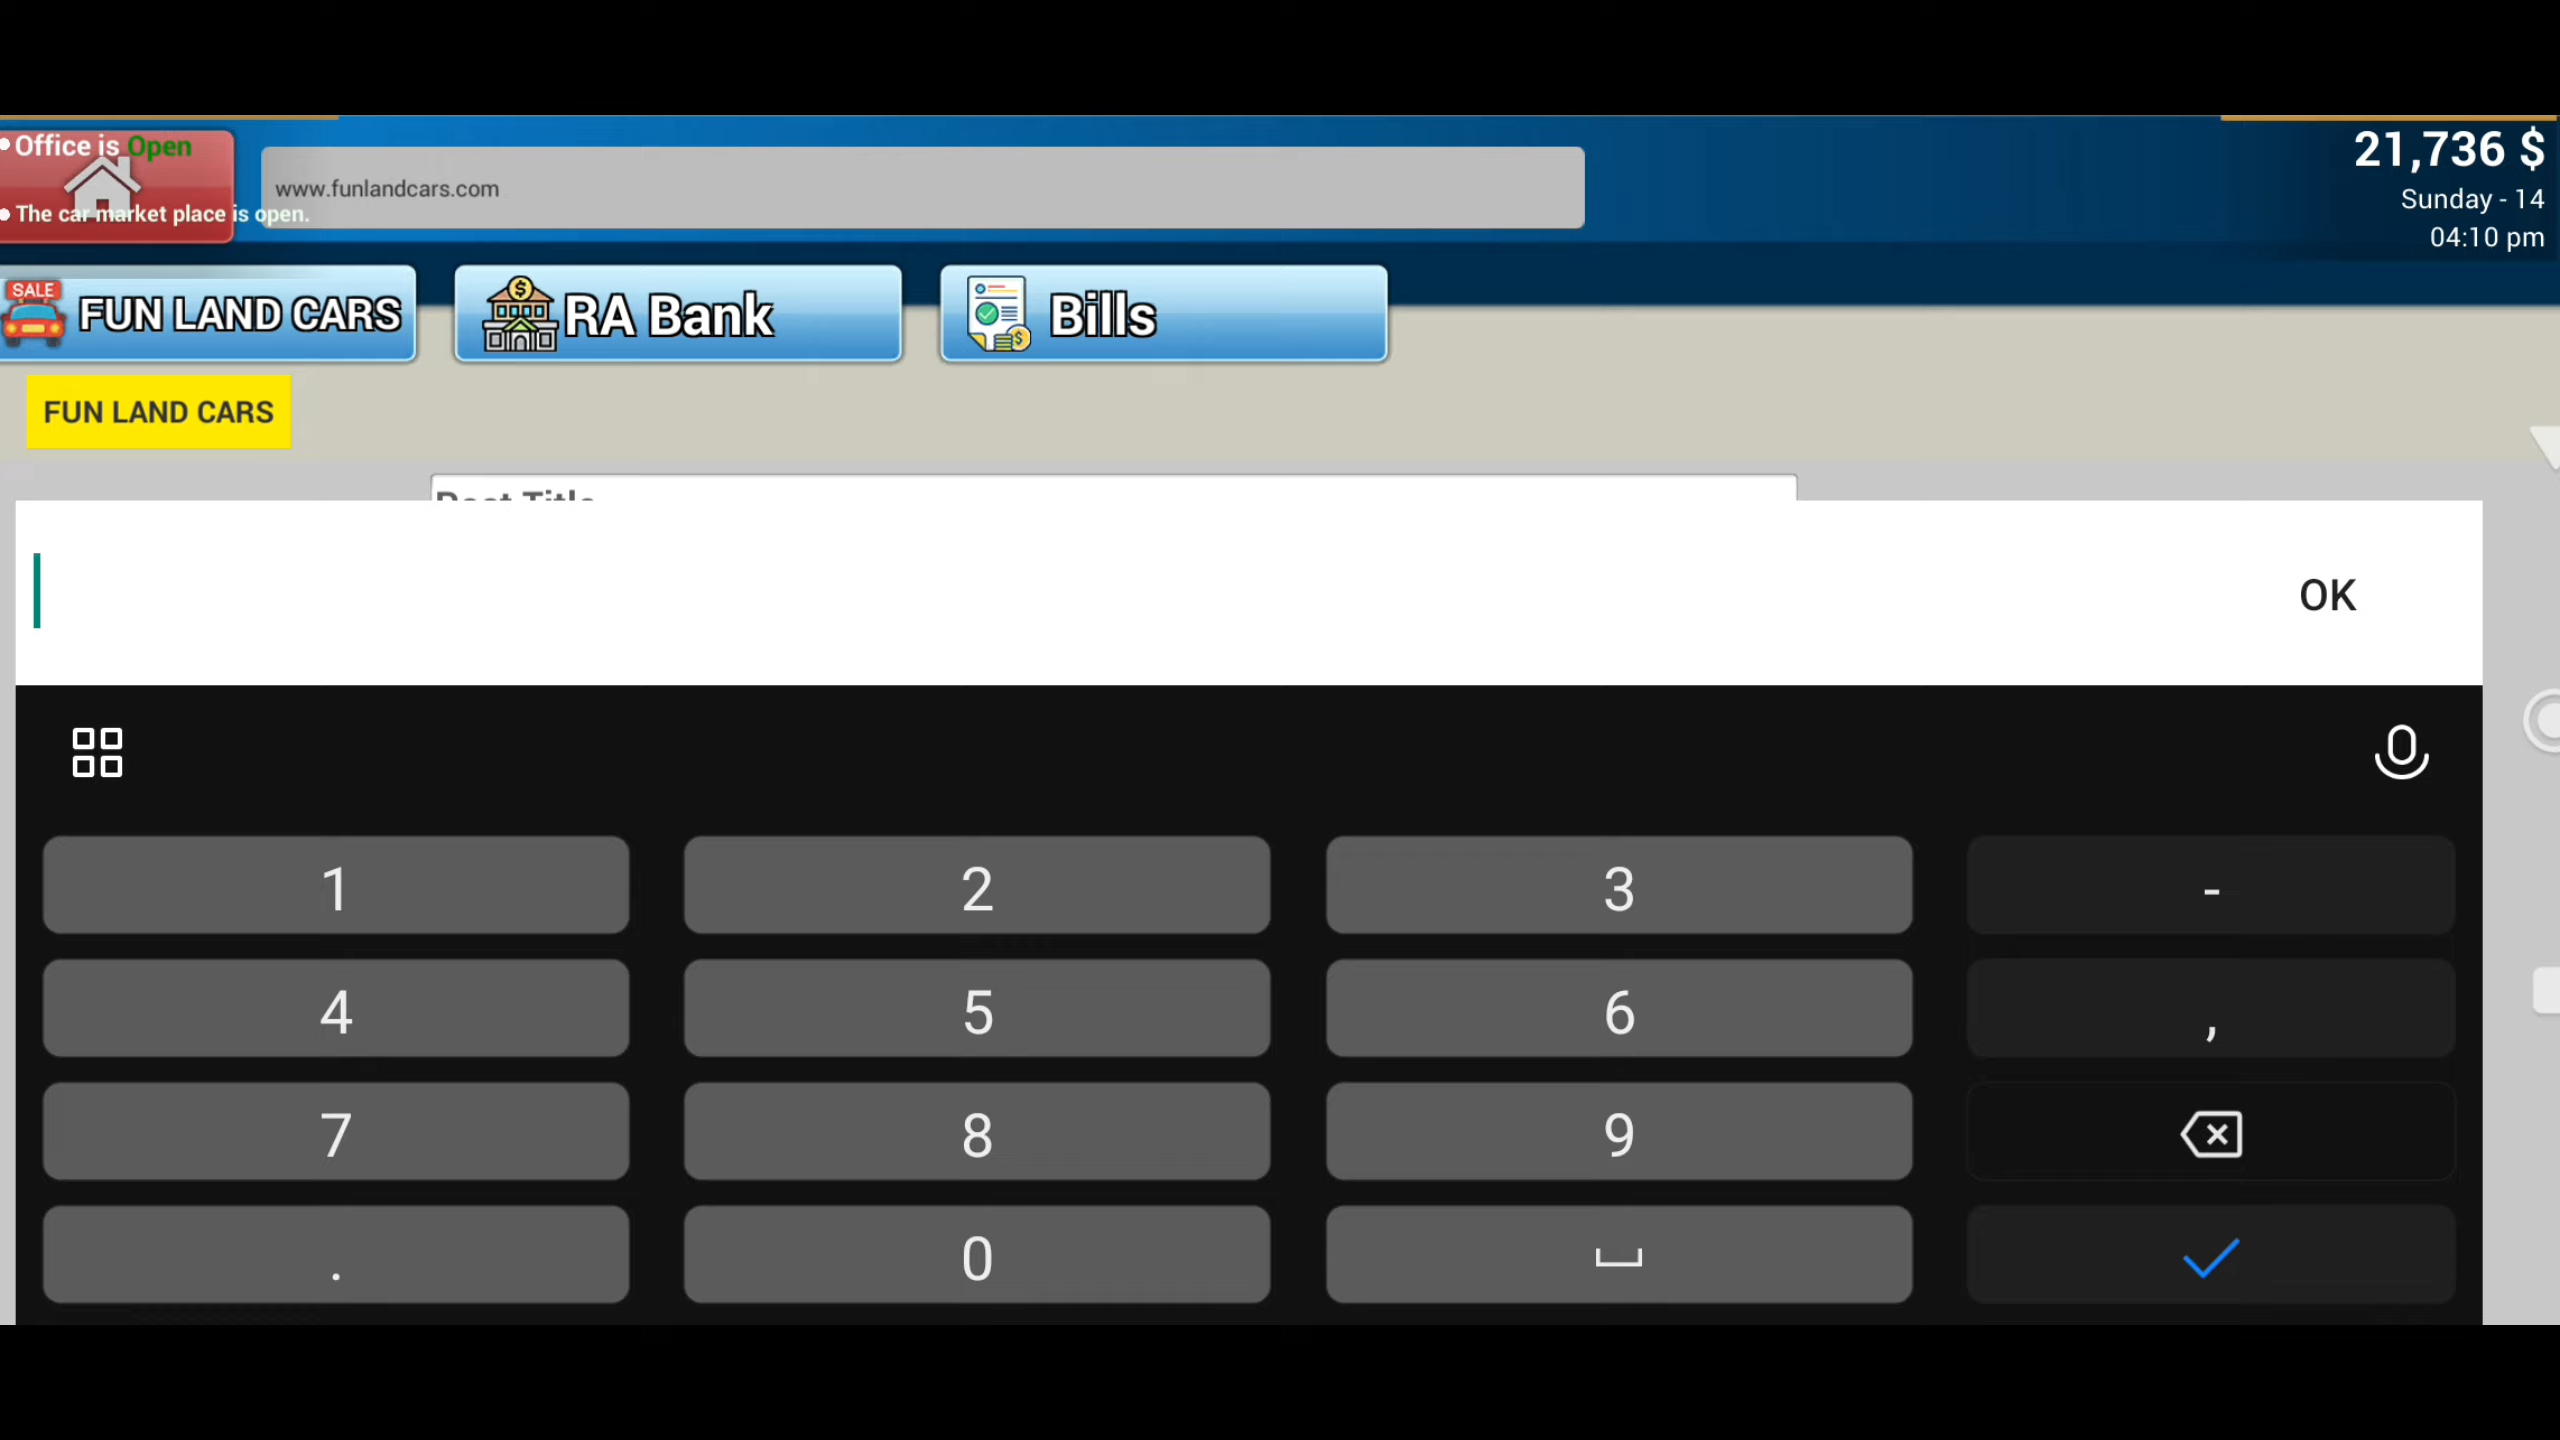 Office is Open
The car market place is open.
www.funlandcars.com
21,736 $
Sunday - 14
04:10 pm
SALE
FUN LAND CARS
RA Bank
Bills
FUN LAND CARS
Post Title
OK
1 2 3 -
4 5 6 ,
7 8 9
. 0